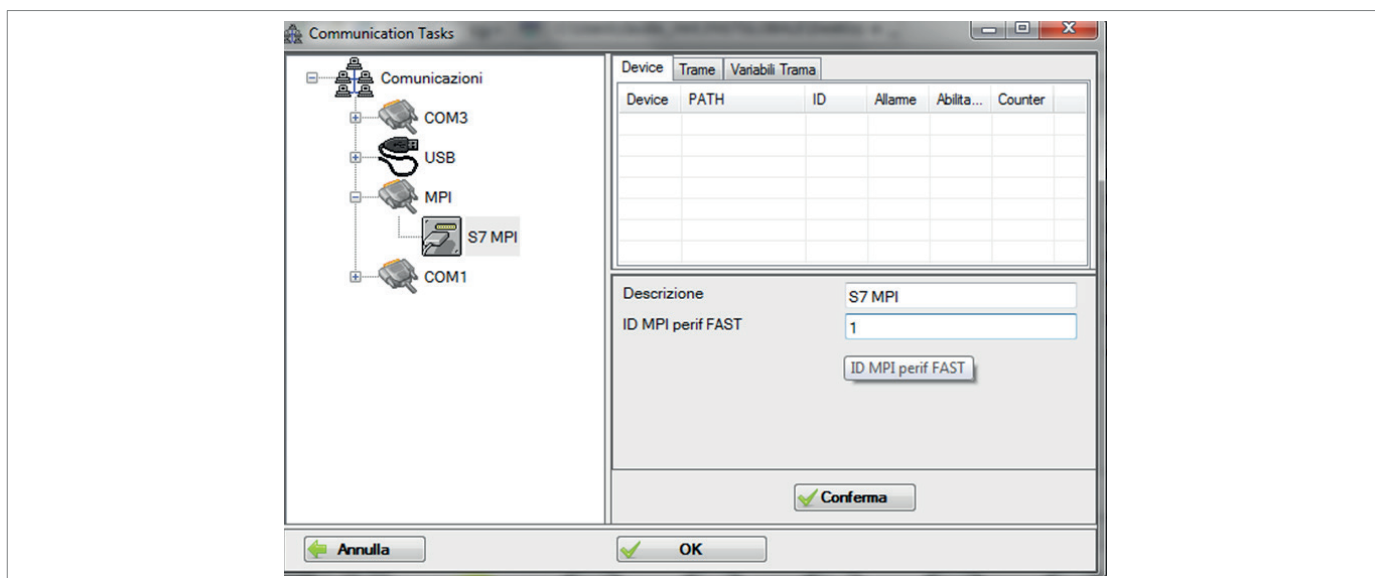 Communication Tasks
Comunicazioni
COM3
USB
MPI
S7 MPI
COM1
Device Trame Variabili Trama
Device PATH ID Allarme Abilita... Counter
Descrizione S7 MPI
ID MPI perif FAST 1
ID MPI perif FAST
Conferma
Annulla OK